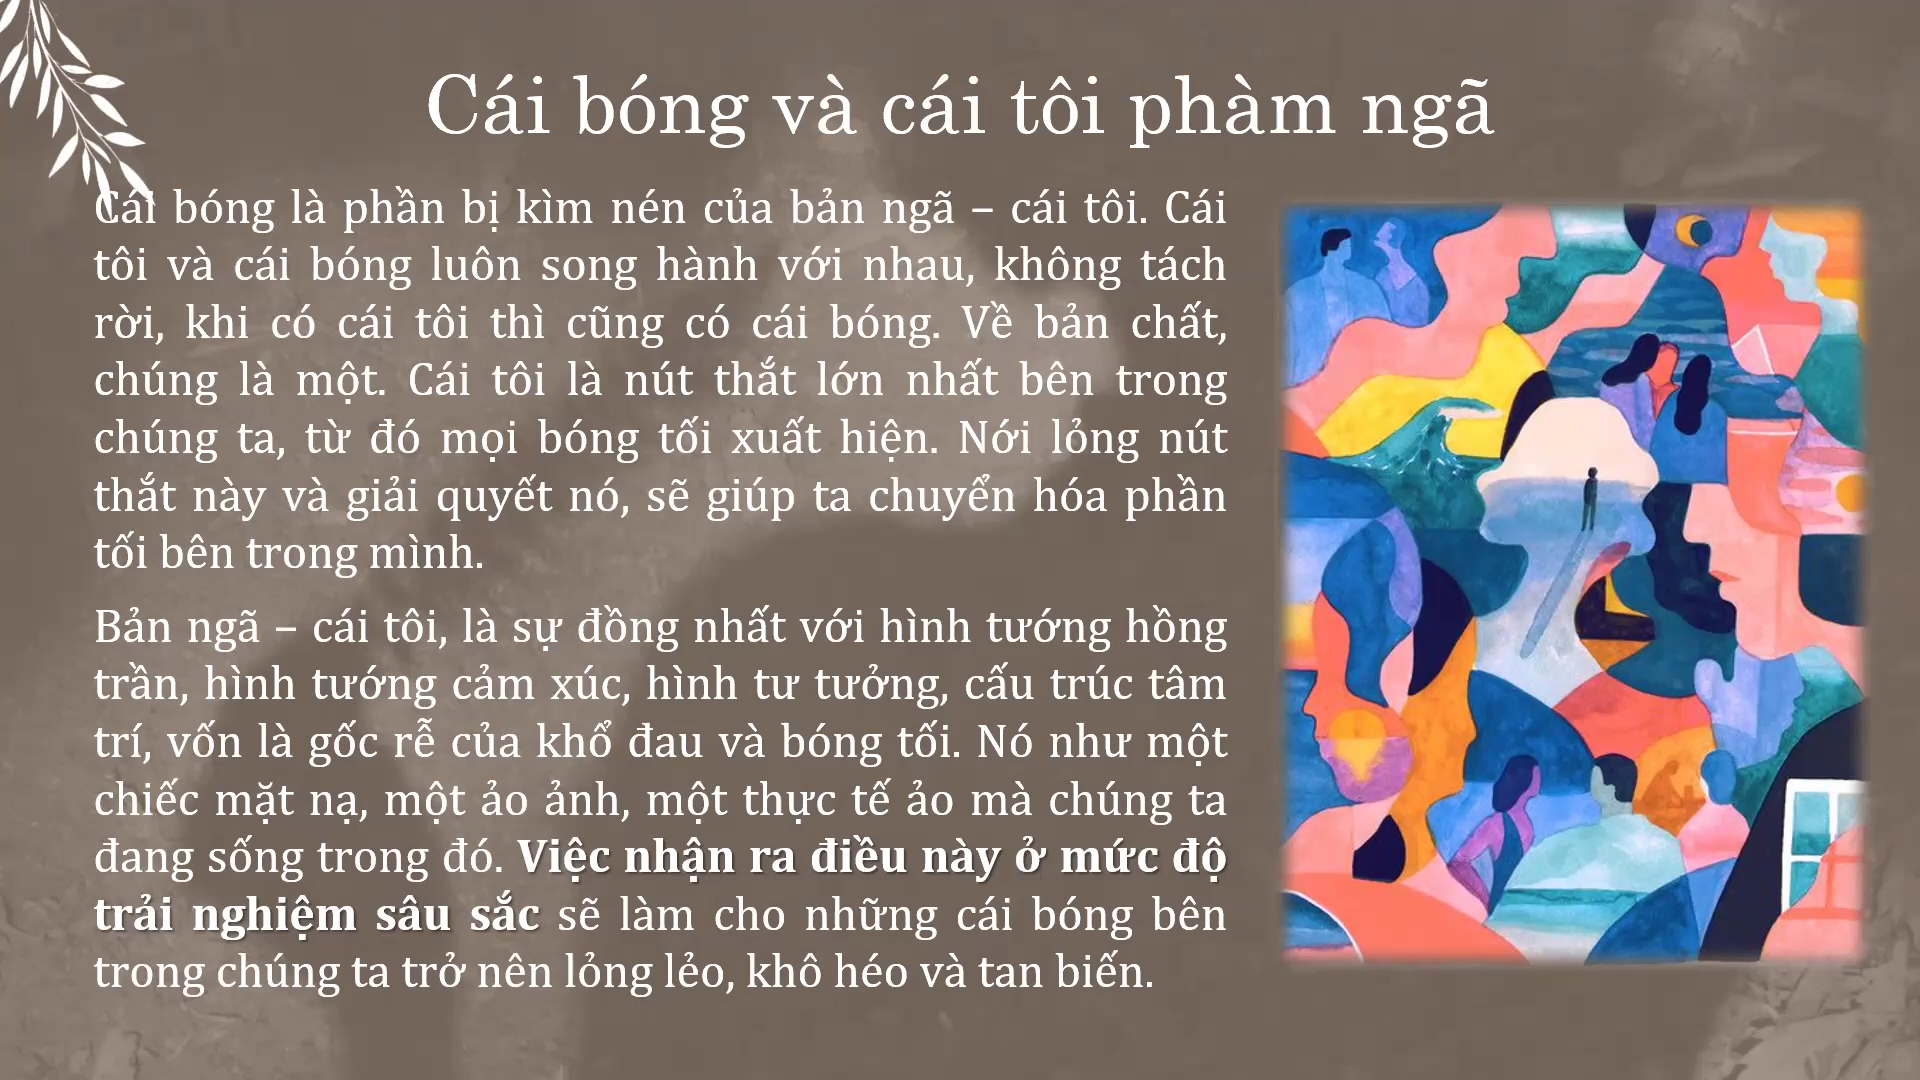 Cái bóng và cái tôi phàm ngã
Cái bóng là phần bị kìm nén của bản ngã – cái tôi. Cái
tôi và cái bóng luôn song hành với nhau, không tách
rời, khi có cái tôi thì cũng có cái bóng. Về bản chất,
chúng là một. Cái tôi là nút thắt lớn nhất bên trong
chúng ta, từ đó mọi bóng tối xuất hiện. Nới lỏng nút
thắt này và giải quyết nó, sẽ giúp ta chuyển hóa phần
tối bên trong mình.
Bản ngã – cái tôi, là sự đồng nhất với hình tướng hồng
trần, hình tướng cảm xúc, hình tư tưởng, cấu trúc tâm
trí, vốn là gốc rễ của khổ đau và bóng tối. Nó như một
chiếc mặt nạ, một ảo ảnh, một thực tế ảo mà chúng ta
đang sống trong đó. Việc nhận ra điều này ở mức độ
trải nghiệm sâu sắc sẽ làm cho những cái bóng bên
trong chúng ta trở nên lỏng lẻo, khô héo và tan biến.